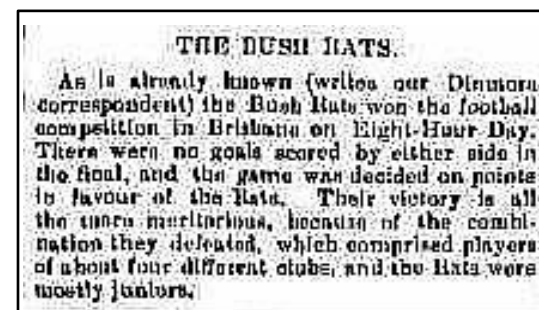 THE BUSH RATS.
As is already known (writes our Dinmore
correspondent) the Bush Rats won the football
competition in Brisbane on Eight-Hour Day.
There were no goals scored by either side in
the final, and the game was decided on points
in favour of the Rats. Their victory is all
the more meritorious, because of the combi-
nation they defeated, which comprised players
of about four different clubs, and the Rats were
mostly juniors.